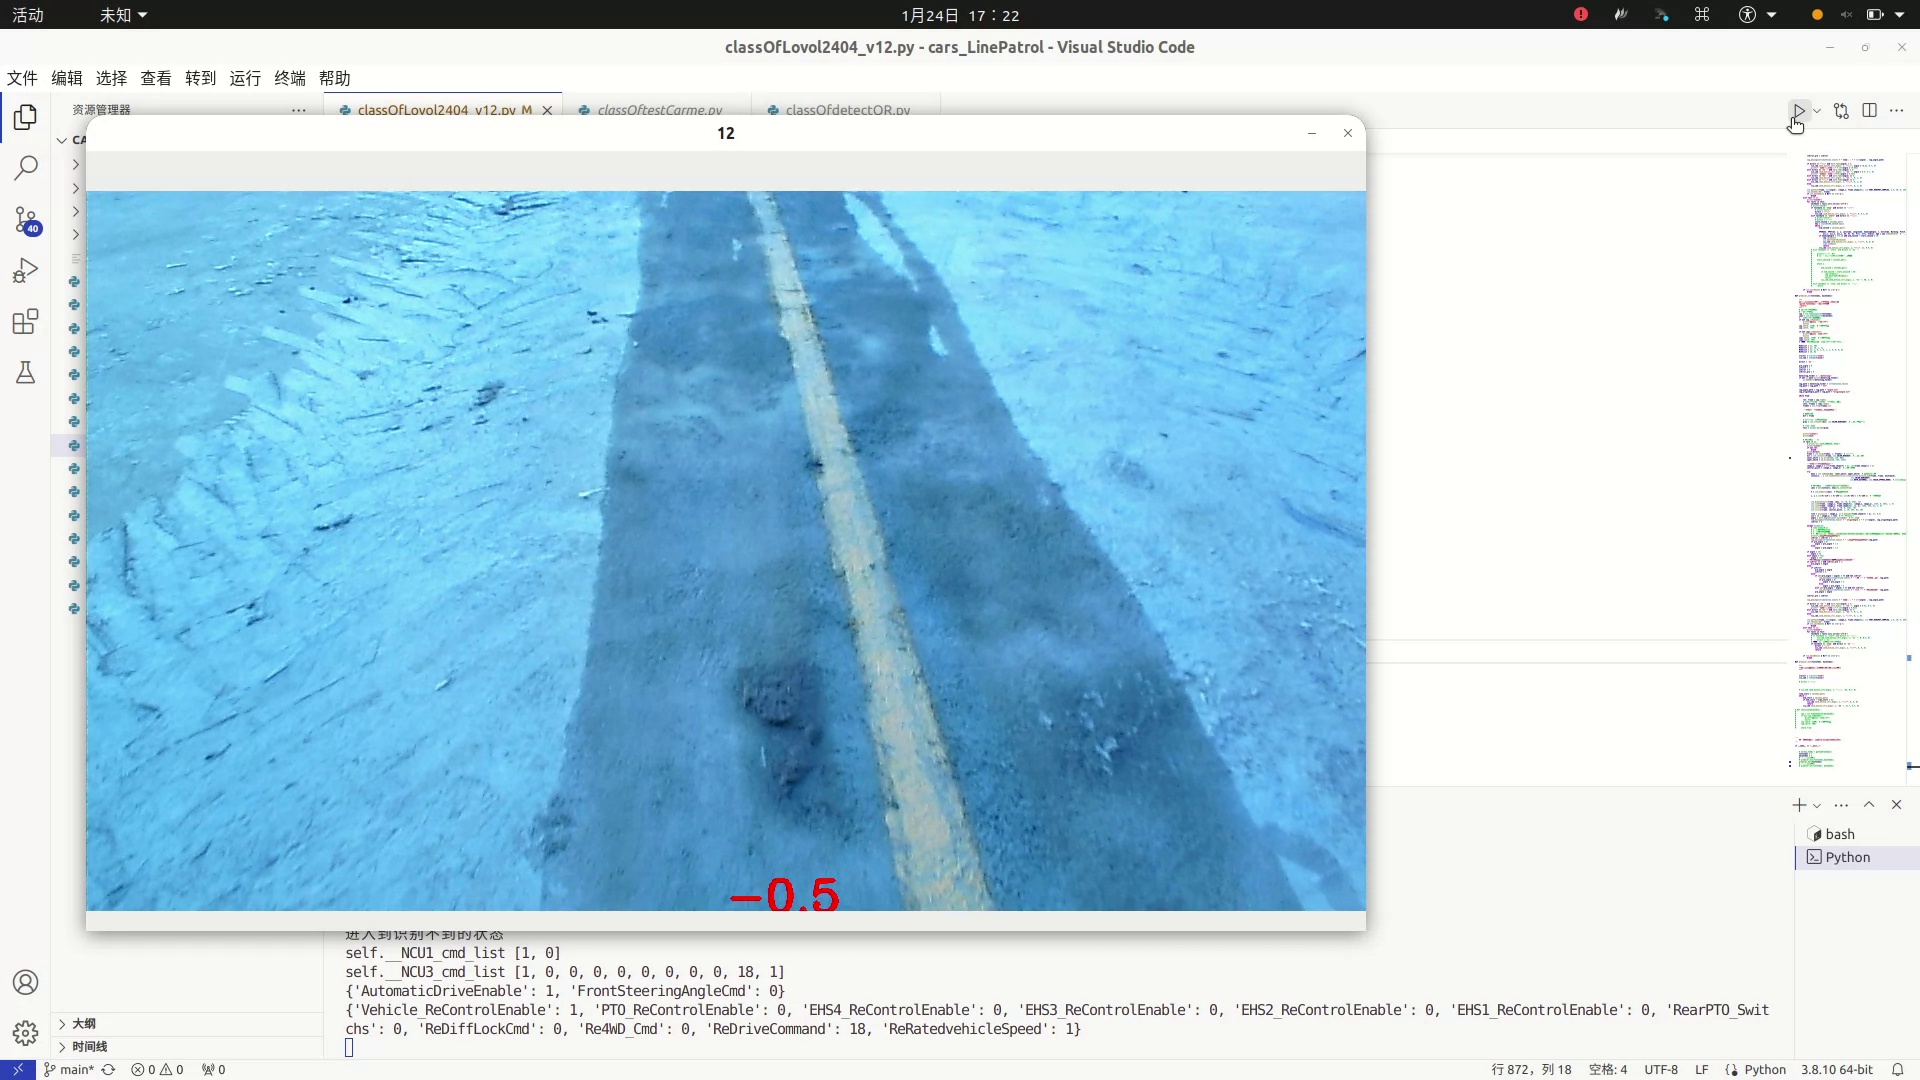 活动
未知
1月24日 17：22
classOfLovol2404_v12.py - cars_LinePatrol - Visual Studio Code
文件 编辑 选择 查看 转到 运行 终端 帮助
资源管理器
classOfLovol2404_v12.py M
classOftestCarme.py
classOfdetectQR.py
CA
12
40
-0.5
bash
Python
进入到识别不到的状态
self.__NCU1_cmd_list [1, 0]
self.__NCU3_cmd_list [1, 0, 0, 0, 0, 0, 0, 0, 0, 18, 1]
{'AutomaticDriveEnable': 1, 'FrontSteeringAngleCmd': 0}
{'Vehicle_ReControlEnable': 1, 'PTO_ReControlEnable': 0, 'EHS4_ReControlEnable': 0, 'EHS3_ReControlEnable': 0, 'EHS2_ReControlEnable': 0, 'EHS1_ReControlEnable': 0, 'RearPTO_Swit
chs': 0, 'ReDiffLockCmd': 0, 'Re4WD_Cmd': 0, 'ReDriveCommand': 18, 'ReRatedvehicleSpeed': 1}
大纲
时间线
main* 0 0 0
行 872，列 18 空格: 4 UTF-8 LF Python 3.8.10 64-bit